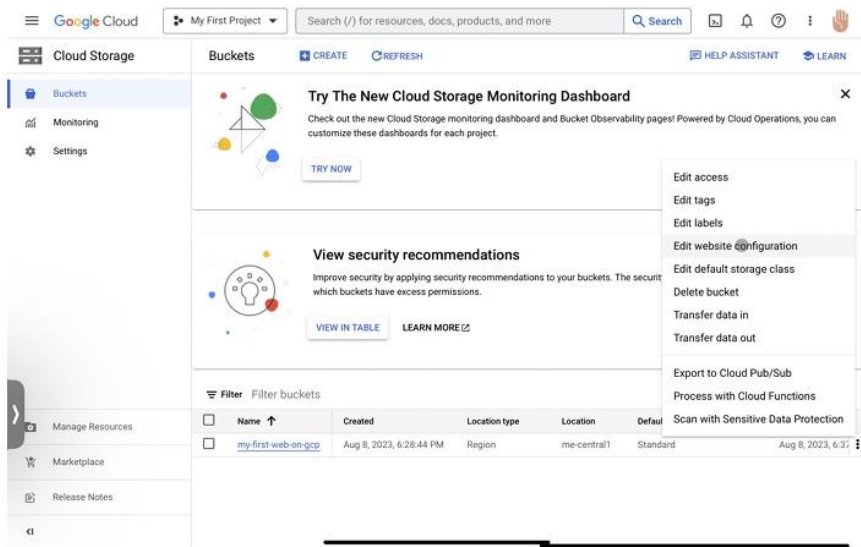 Google Cloud
My First Project
Search (/) for resources, docs, products, and more
Search
Cloud Storage
Buckets
CREATE
REFRESH
HELP ASSISTANT
LEARN
Buckets
Monitoring
Settings
Try The New Cloud Storage Monitoring Dashboard
Check out the new Cloud Storage monitoring dashboard and Bucket Observability pages! Powered by Cloud Operations, you can
customize these dashboards for each project.
TRY NOW
View security recommendations
Improve security by applying security recommendations to your buckets. The securit
which buckets have excess permissions.
VIEW IN TABLE
LEARN MORE
Edit access
Edit tags
Edit labels
Edit website configuration
Edit default storage class
Delete bucket
Transfer data in
Transfer data out
Export to Cloud Pub/Sub
Process with Cloud Functions
Scan with Sensitive Data Protection
Filter Filter buckets
Name Created Location type Location Defaul
my-first-web-on-gcp Aug 8, 2023, 6:28:44 PM Region me-central1 Standard Aug 8, 2023, 6:37
Manage Resources
Marketplace
Release Notes